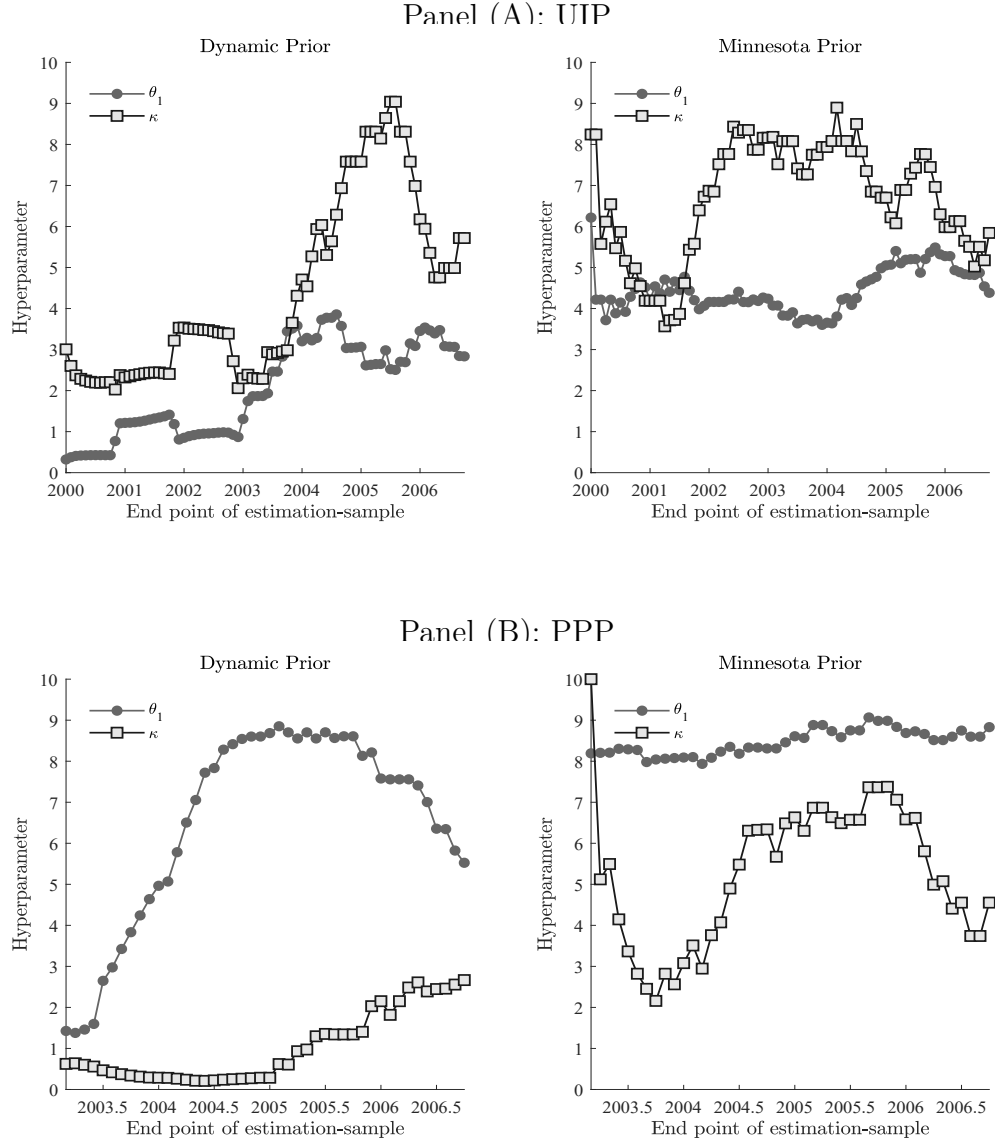 Panel (A): UIP
Dynamic Prior
Minnesota Prior
10
9
8
7
6
5
4
3
2
1
0
Hyperparameter
θ1
κ
2000 2001 2002 2003 2004 2005 2006
End point of estimation-sample
10
9
8
7
6
5
4
3
2
1
0
Hyperparameter
θ1
κ
2000 2001 2002 2003 2004 2005 2006
End point of estimation-sample
Panel (B): PPP
Dynamic Prior
Minnesota Prior
10
9
8
7
6
5
4
3
2
1
0
Hyperparameter
θ1
κ
2003.5 2004 2004.5 2005 2005.5 2006 2006.5
End point of estimation-sample
10
9
8
7
6
5
4
3
2
1
0
Hyperparameter
θ1
κ
2003.5 2004 2004.5 2005 2005.5 2006 2006.5
End point of estimation-sample